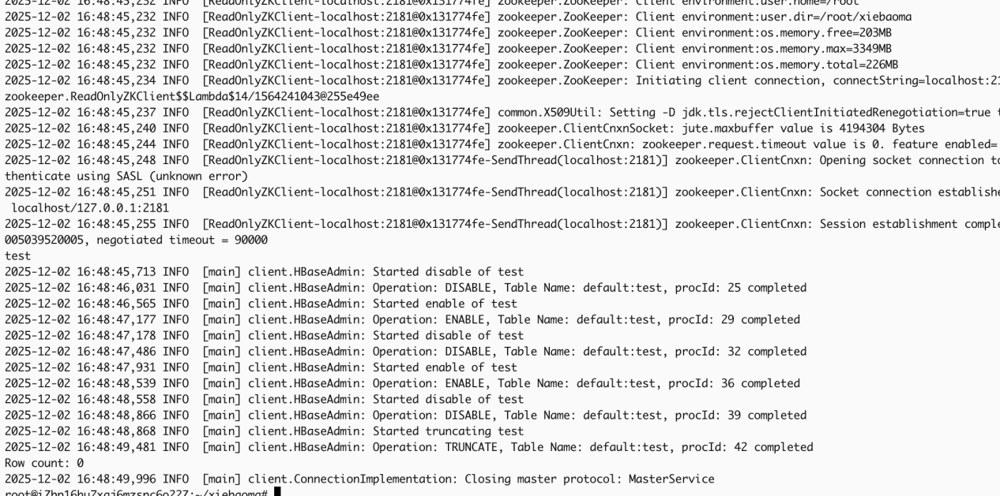 2025-12-02 16:48:45,232 INFO  [ReadOnlyZKClient-localhost:2181@0x131774fe] zookeeper.ZooKeeper: Client environment:user.home=/root
2025-12-02 16:48:45,232 INFO  [ReadOnlyZKClient-localhost:2181@0x131774fe] zookeeper.ZooKeeper: Client environment:user.dir=/root/xiebaoma
2025-12-02 16:48:45,232 INFO  [ReadOnlyZKClient-localhost:2181@0x131774fe] zookeeper.ZooKeeper: Client environment:os.memory.free=203MB
2025-12-02 16:48:45,232 INFO  [ReadOnlyZKClient-localhost:2181@0x131774fe] zookeeper.ZooKeeper: Client environment:os.memory.max=3349MB
2025-12-02 16:48:45,232 INFO  [ReadOnlyZKClient-localhost:2181@0x131774fe] zookeeper.ZooKeeper: Client environment:os.memory.total=226MB
2025-12-02 16:48:45,234 INFO  [ReadOnlyZKClient-localhost:2181@0x131774fe] zookeeper.ZooKeeper: Initiating client connection, connectString=localhost:21
zookeeper.ReadOnlyZKClient$$Lambda$14/1564241043@255e49ee
2025-12-02 16:48:45,237 INFO  [ReadOnlyZKClient-localhost:2181@0x131774fe] common.X509Util: Setting -D jdk.tls.rejectClientInitiatedRenegotiation=true t
2025-12-02 16:48:45,240 INFO  [ReadOnlyZKClient-localhost:2181@0x131774fe] zookeeper.ClientCnxnSocket: jute.maxbuffer value is 4194304 Bytes
2025-12-02 16:48:45,244 INFO  [ReadOnlyZKClient-localhost:2181@0x131774fe] zookeeper.ClientCnxn: zookeeper.request.timeout value is 0. feature enabled=
2025-12-02 16:48:45,248 INFO  [ReadOnlyZKClient-localhost:2181@0x131774fe-SendThread(localhost:2181)] zookeeper.ClientCnxn: Opening socket connection to
thenticate using SASL (unknown error)
2025-12-02 16:48:45,251 INFO  [ReadOnlyZKClient-localhost:2181@0x131774fe-SendThread(localhost:2181)] zookeeper.ClientCnxn: Socket connection establishe
 localhost/127.0.0.1:2181
2025-12-02 16:48:45,255 INFO  [ReadOnlyZKClient-localhost:2181@0x131774fe-SendThread(localhost:2181)] zookeeper.ClientCnxn: Session establishment comple
005039520005, negotiated timeout = 90000
test
2025-12-02 16:48:45,713 INFO  [main] client.HBaseAdmin: Started disable of test
2025-12-02 16:48:46,031 INFO  [main] client.HBaseAdmin: Operation: DISABLE, Table Name: default:test, procId: 25 completed
2025-12-02 16:48:46,565 INFO  [main] client.HBaseAdmin: Started enable of test
2025-12-02 16:48:47,177 INFO  [main] client.HBaseAdmin: Operation: ENABLE, Table Name: default:test, procId: 29 completed
2025-12-02 16:48:47,178 INFO  [main] client.HBaseAdmin: Started disable of test
2025-12-02 16:48:47,486 INFO  [main] client.HBaseAdmin: Operation: DISABLE, Table Name: default:test, procId: 32 completed
2025-12-02 16:48:47,931 INFO  [main] client.HBaseAdmin: Started enable of test
2025-12-02 16:48:48,539 INFO  [main] client.HBaseAdmin: Operation: ENABLE, Table Name: default:test, procId: 36 completed
2025-12-02 16:48:48,558 INFO  [main] client.HBaseAdmin: Started disable of test
2025-12-02 16:48:48,866 INFO  [main] client.HBaseAdmin: Operation: DISABLE, Table Name: default:test, procId: 39 completed
2025-12-02 16:48:48,868 INFO  [main] client.HBaseAdmin: Started truncating test
2025-12-02 16:48:49,481 INFO  [main] client.HBaseAdmin: Operation: TRUNCATE, Table Name: default:test, procId: 42 completed
Row count: 0
2025-12-02 16:48:49,996 INFO  [main] client.ConnectionImplementation: Closing master protocol: MasterService